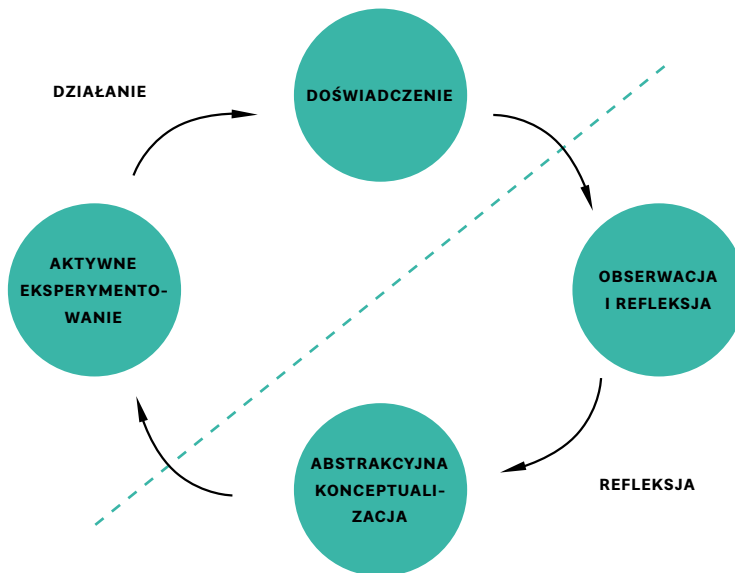 DZIAŁANIE
DOŚWIADCZENIE
AKTYWNE
EKSPERYMENTO-
WANIE
OBSERWACJA
I REFLEKSJA
ABSTRAKCYJNA
KONCEPTUALI-
ZACJA
REFLEKSJA